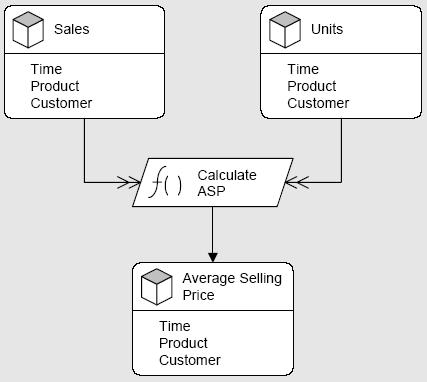 Sales
Time
Product
Customer
Units
Time
Product
Customer
f( ) Calculate
ASP
Average Selling
Price
Time
Product
Customer